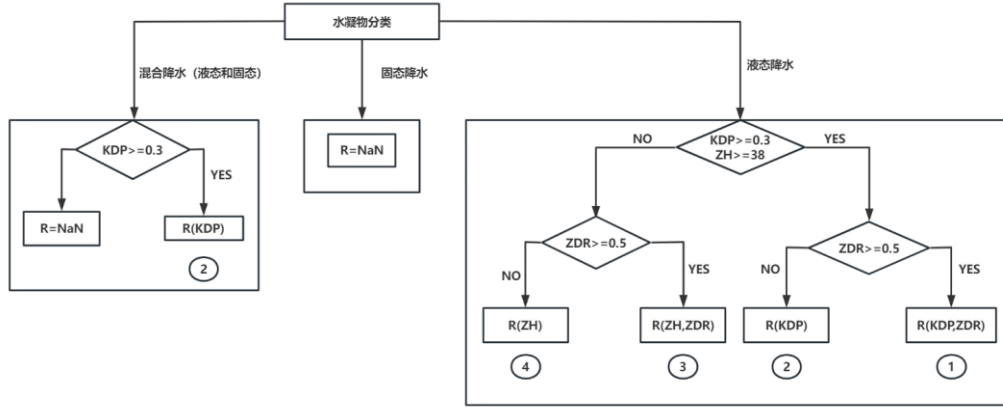 水凝物分类
混合降水（液态和固态）
固态降水
液态降水
KDP>=0.3
YES
R=NaN
R(KDP)
2
R=NaN
NO
KDP>=0.3
ZH>=38
YES
ZDR>=0.5
NO
YES
R(ZH)
R(ZH,ZDR)
4
3
ZDR>=0.5
NO
YES
R(KDP)
R(KDP,ZDR)
2
1